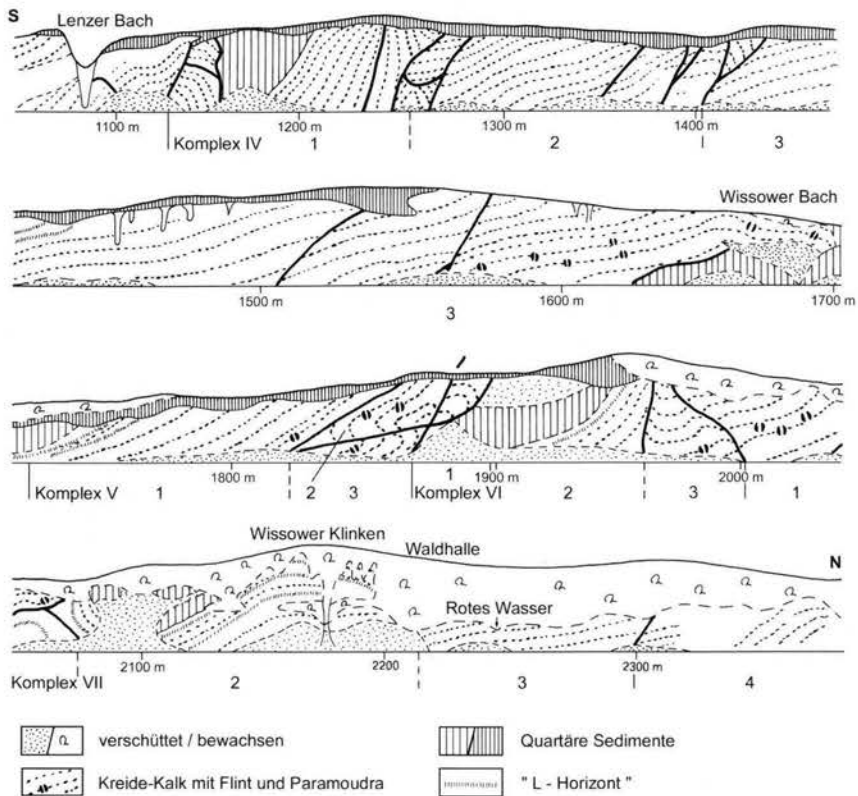 S
Lenzer Bach
1100 m 1200 m 1300 m 1400 m
Komplex IV 1 2 3
Wissower Bach
1500 m 1600 m 1700 m
3
1800 m 1900 m 2000 m
Komplex V 1 2 3 1 Komplex VI 2 3 1
Wissower Klinken
Waldhalle
N
Rotes Wasser
2100 m 2200 2300 m
Komplex VII 2 3 4
verschüttet / bewachsen
Quartäre Sedimente
Kreide-Kalk mit Flint und Paramoudra
" L - Horizont "